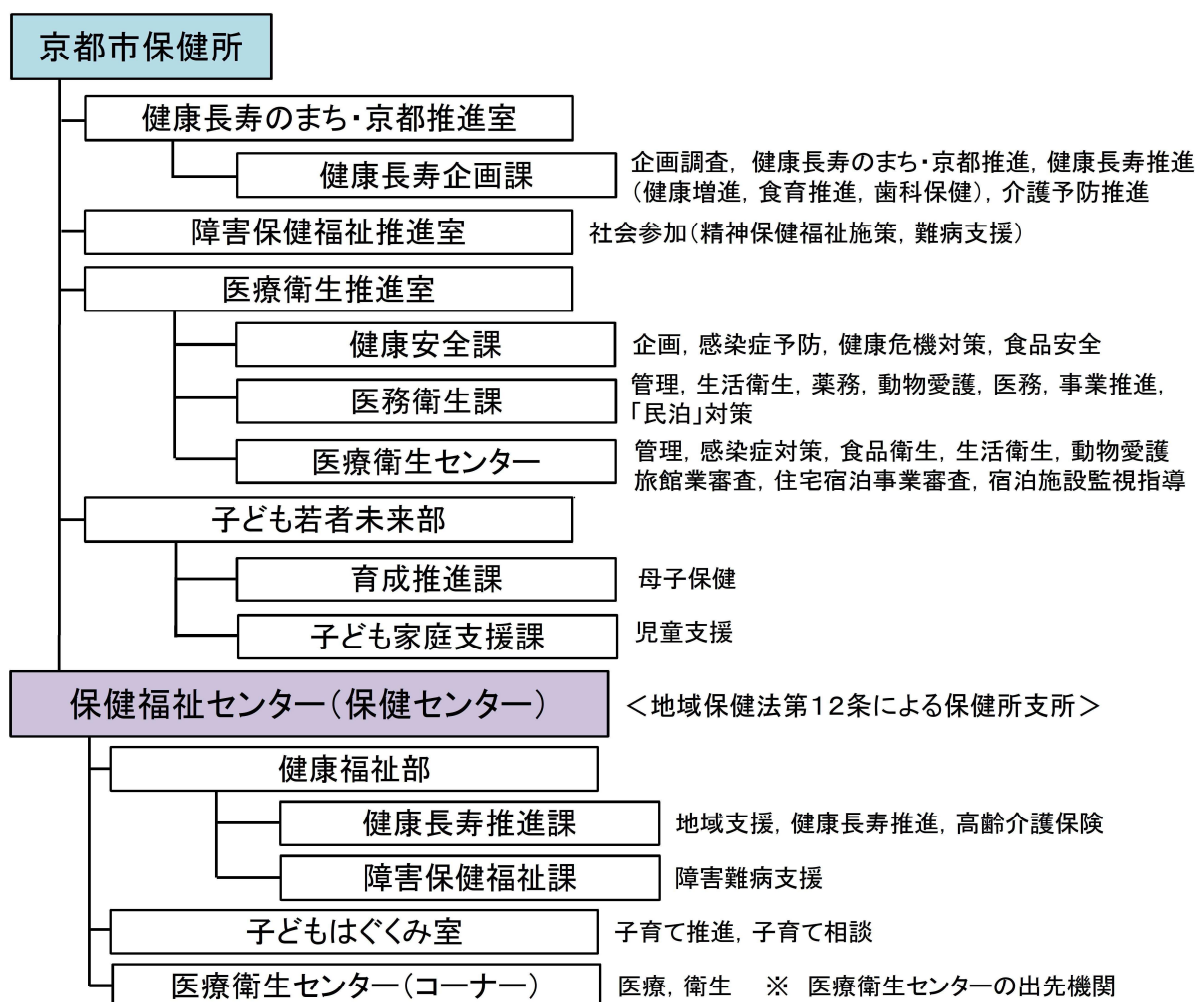 京都市保健所
健康長寿のまち・京都推進室
健康長寿企画課
企画調査, 健康長寿のまち・京都推進, 健康長寿推進
(健康増進, 食育推進, 歯科保健), 介護予防推進
障害保健福祉推進室
社会参加(精神保健福祉施策, 難病支援)
医療衛生推進室
健康安全課
企画, 感染症予防, 健康危機対策, 食品安全
医務衛生課
管理, 生活衛生, 薬務, 動物愛護, 医務, 事業推進,
「民泊」対策
医療衛生センター
管理, 感染症対策, 食品衛生, 生活衛生, 動物愛護
旅館業審査, 住宅宿泊事業審査, 宿泊施設監視指導
子ども若者未来部
育成推進課
母子保健
子ども家庭支援課
児童支援
保健福祉センター(保健センター)
<地域保健法第12条による保健所支所>
健康福祉部
健康長寿推進課
地域支援, 健康長寿推進, 高齢介護保険
障害保健福祉課
障害難病支援
子どもはぐくみ室
子育て推進, 子育て相談
医療衛生センター(コーナー)
医療, 衛生 ※ 医療衛生センターの出先機関